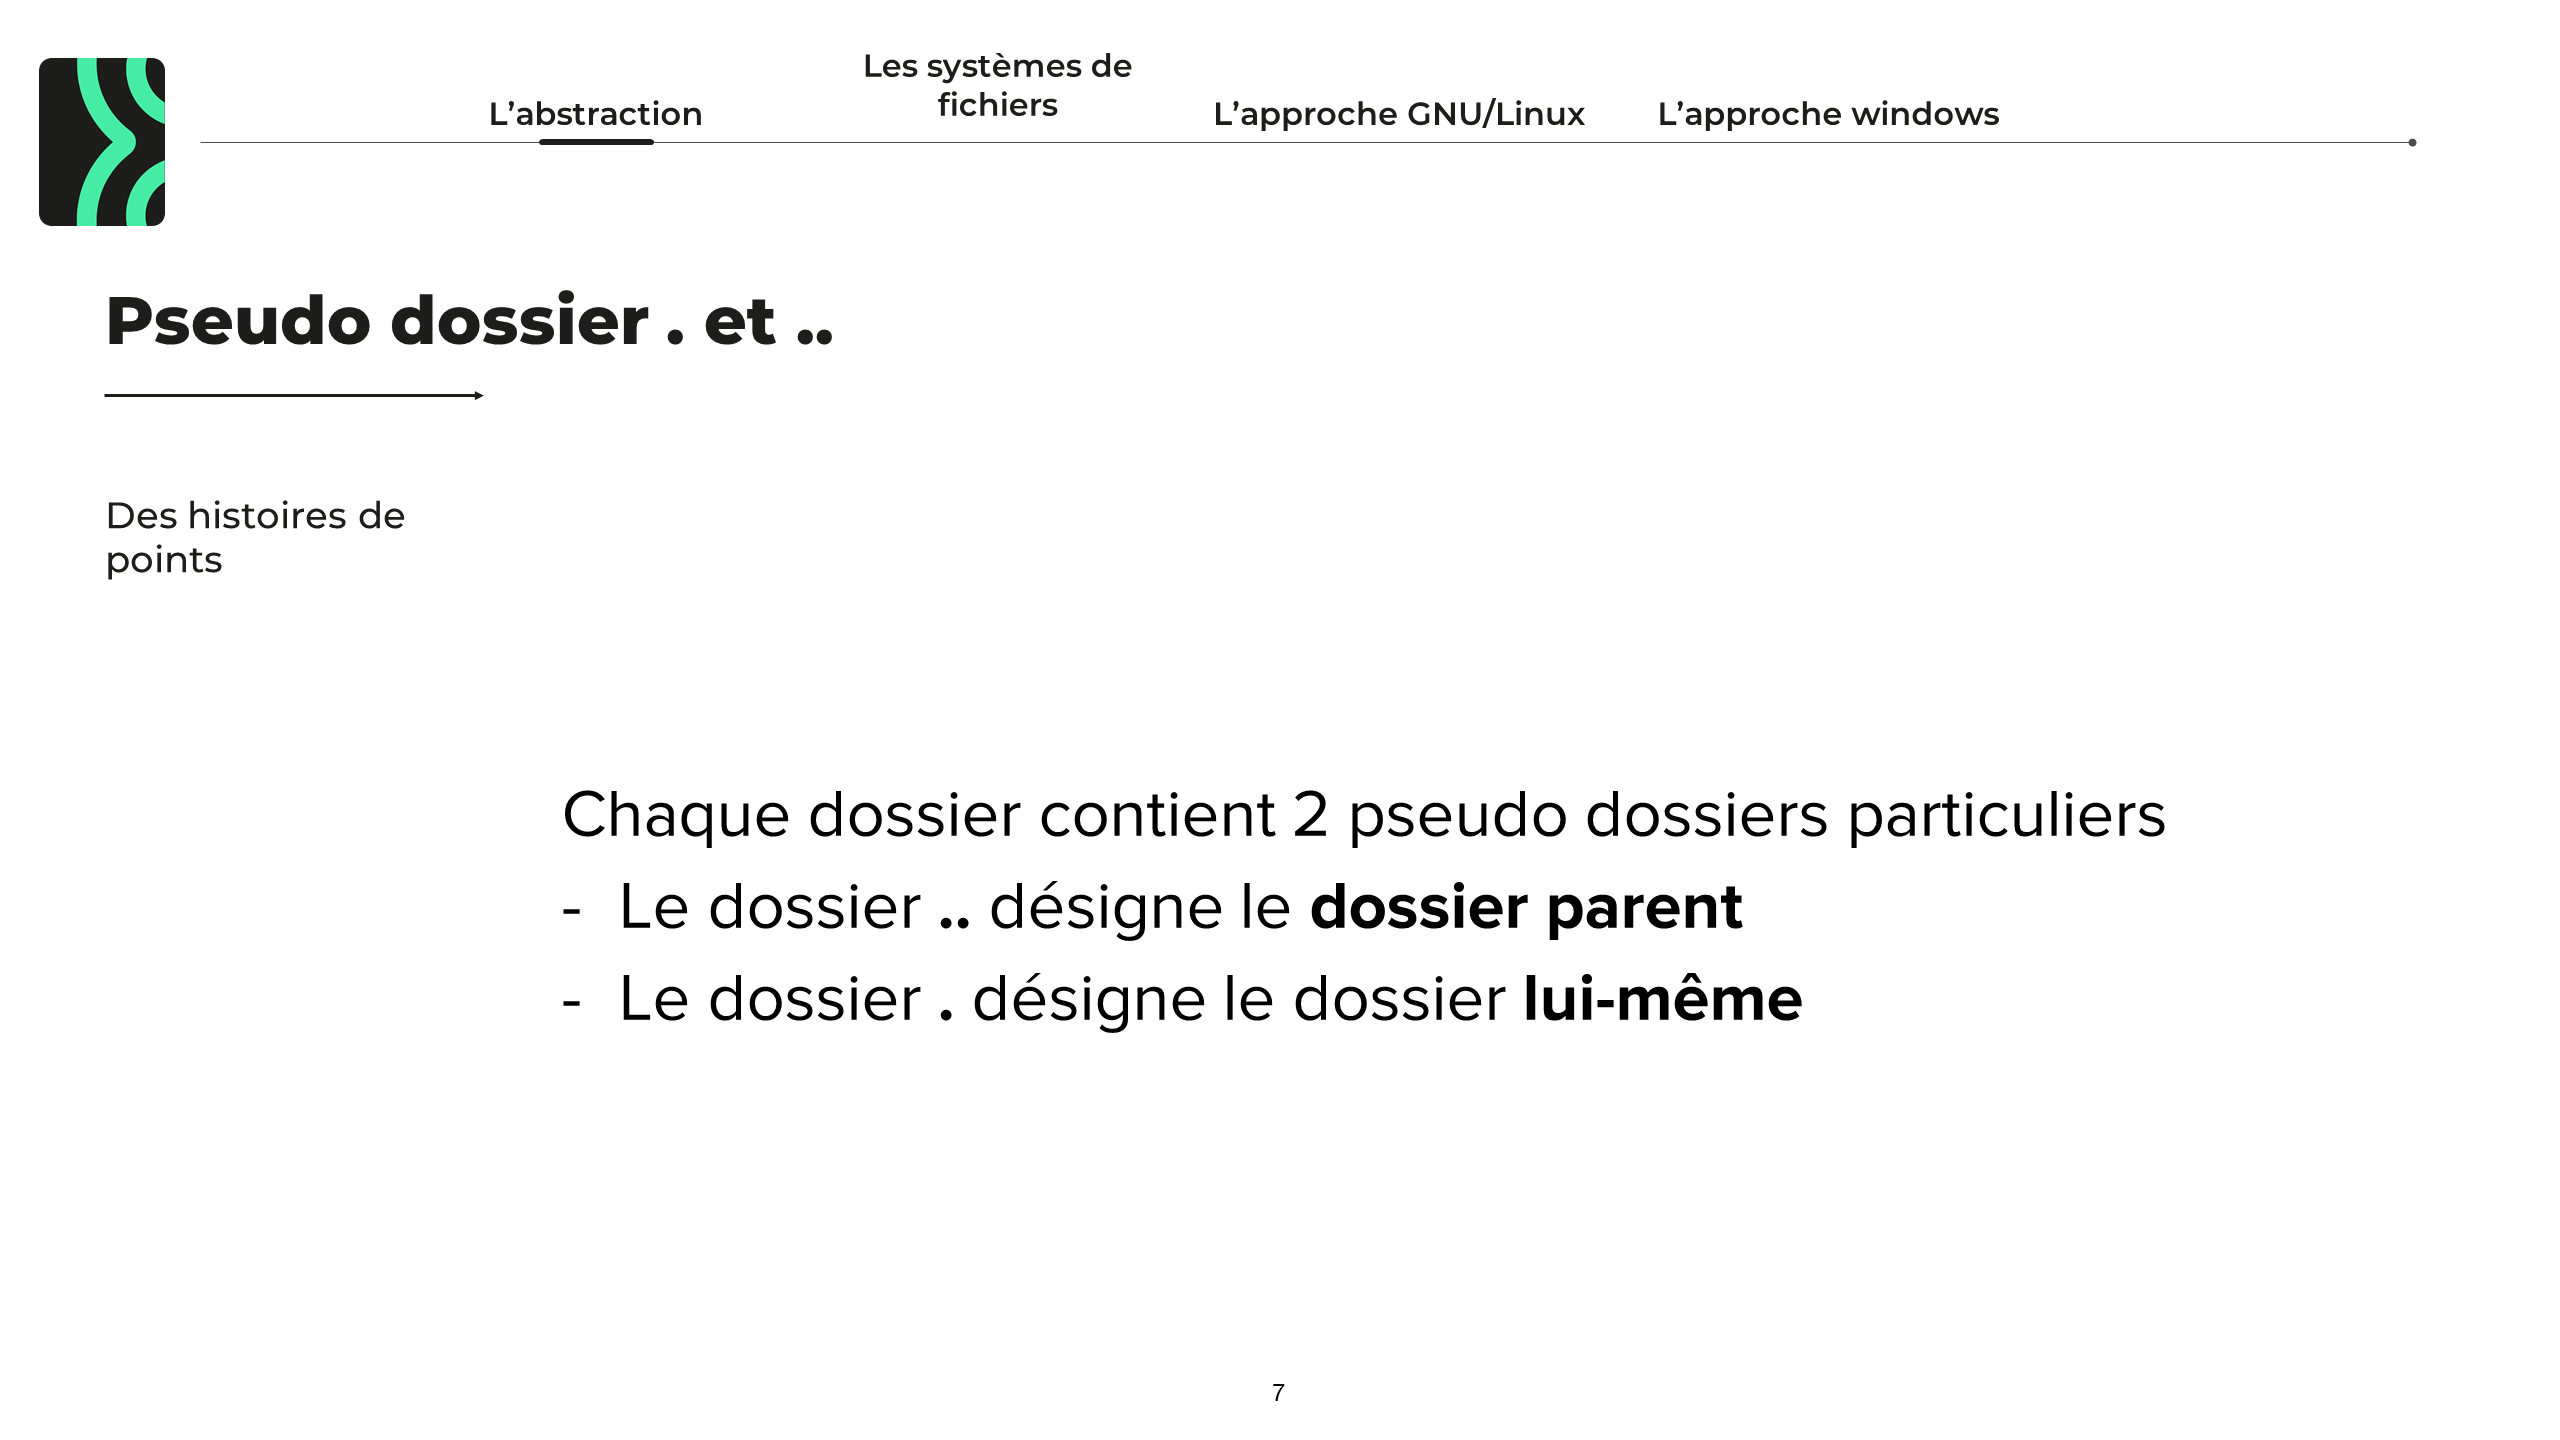 L’abstraction
Les systèmes de
fichiers
L’approche GNU/Linux
L’approche windows
Pseudo dossier . et ..
Des histoires de
points
Chaque dossier contient 2 pseudo dossiers particuliers
- Le dossier .. désigne le dossier parent
- Le dossier . désigne le dossier lui-même
7